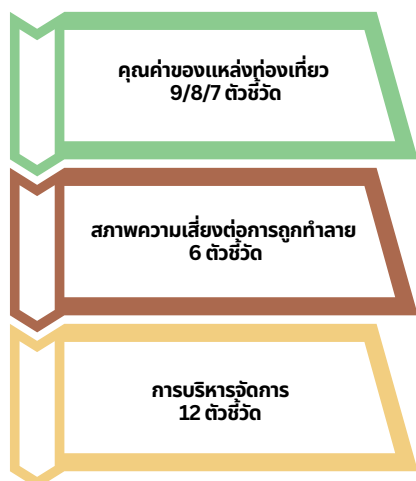 คุณค่าของแหล่งท่องเที่ยว
9/8/7 ตัวชี้วัด
สภาพความเสี่ยงต่อการถูกทำลาย
6 ตัวชี้วัด
การบริหารจัดการ
12 ตัวชี้วัด